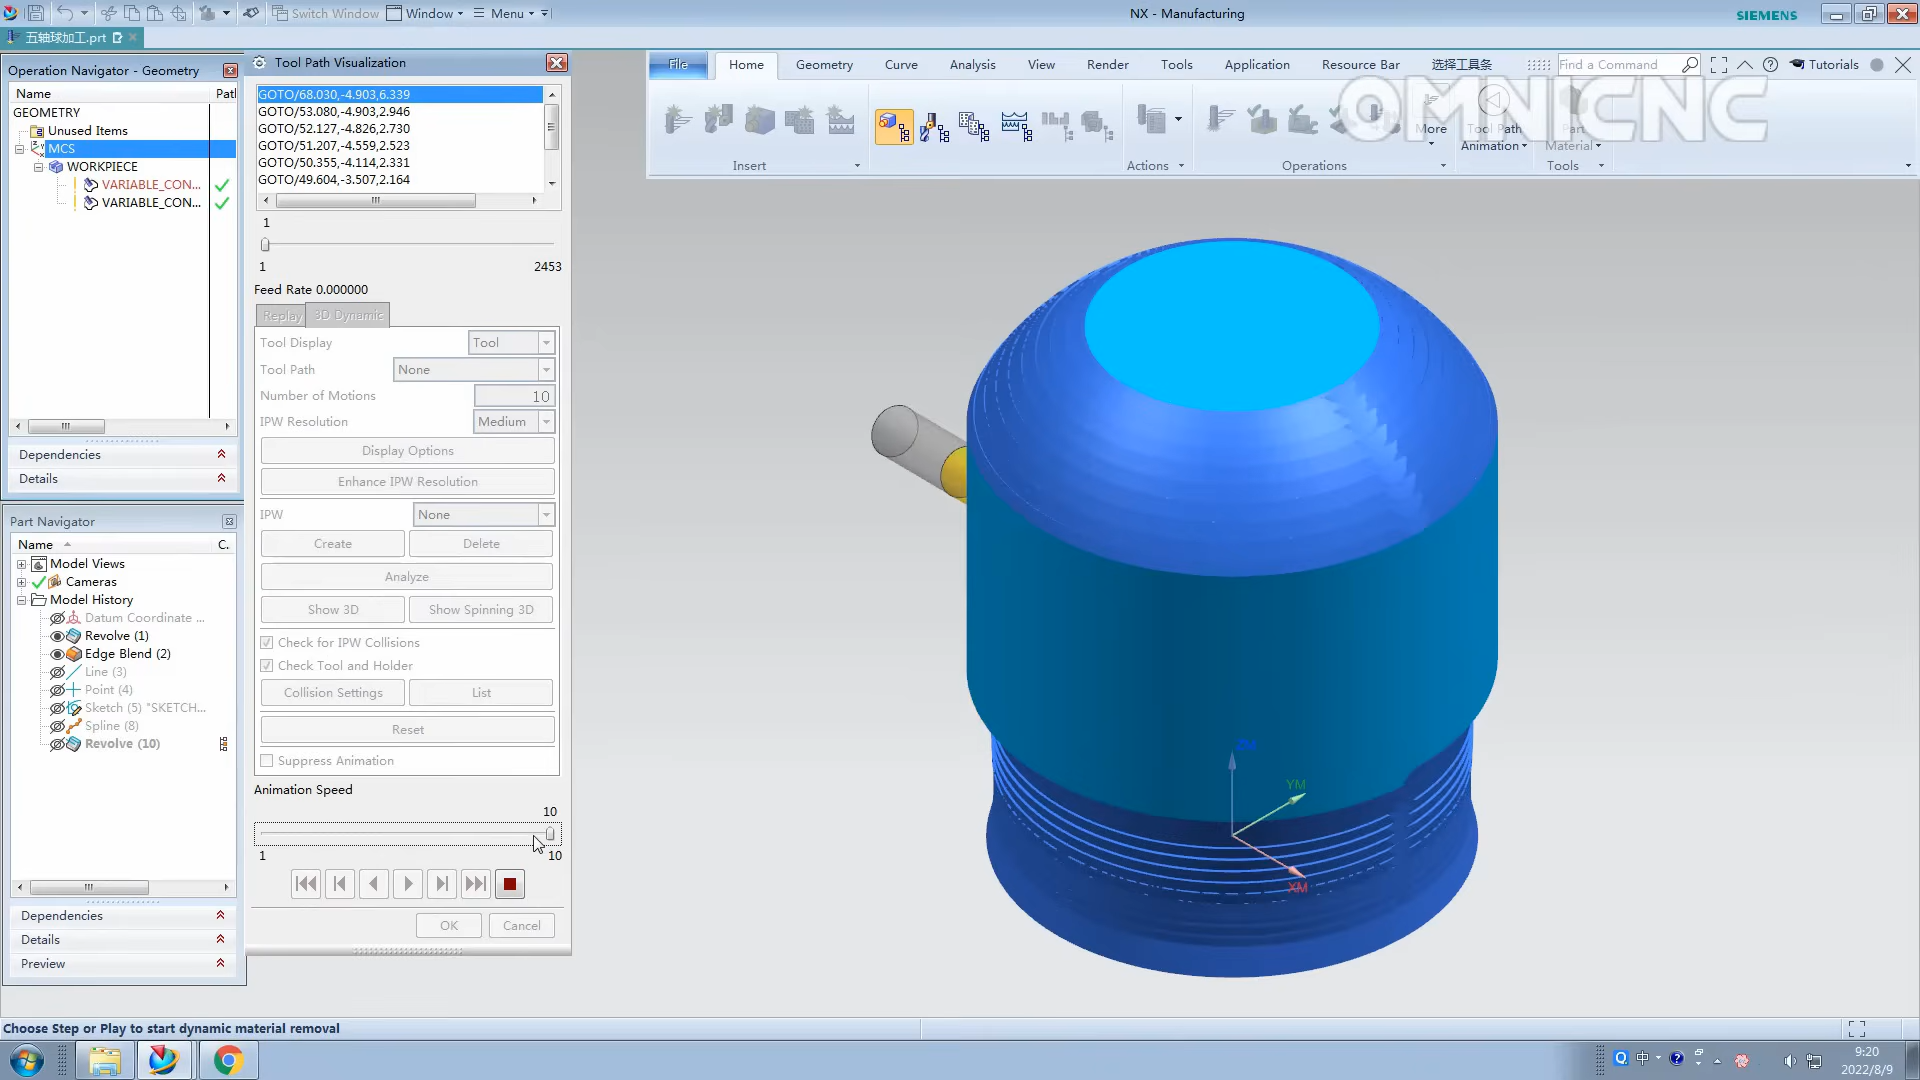 Switch Window Window Menu
NX - Manufacturing
SIEMENS
五轴球加工.prt
Operation Navigator - Geometry
Name Path
GEOMETRY
Unused Items
MCS
WORKPIECE
VARIABLE_CON...
VARIABLE_CON...
Dependencies
Details
Part Navigator
Name C.
Model Views
Cameras
Model History
Datum Coordinate ...
Revolve (1)
Edge Blend (2)
Line (3)
Point (4)
Sketch (5) "SKETCH...
Spline (8)
Revolve (10)
Dependencies
Details
Preview
Tool Path Visualization
GOTO/68.030,-4.903,6.339
GOTO/53.080,-4.903,2.946
GOTO/52.127,-4.826,2.730
GOTO/51.207,-4.559,2.523
GOTO/50.355,-4.114,2.331
GOTO/49.604,-3.507,2.164
1
1 2453
Feed Rate 0.000000
Replay 3D Dynamic
Tool Display Tool
Tool Path None
Number of Motions 10
IPW Resolution Medium
Display Options
Enhance IPW Resolution
IPW None
Create Delete
Analyze
Show 3D Show Spinning 3D
Check for IPW Collisions
Check Tool and Holder
Collision Settings List
Reset
Suppress Animation
Animation Speed
10
1 10
OK Cancel
File Home Geometry Curve Analysis View Render Tools Application Resource Bar 选择工具条 Find a Command Tutorials
OMNICNC
More Tool Path Animation Part Material
Insert Actions Operations Tools
ZM
YM
XM
Choose Step or Play to start dynamic material removal
中
9:20
2022/8/9